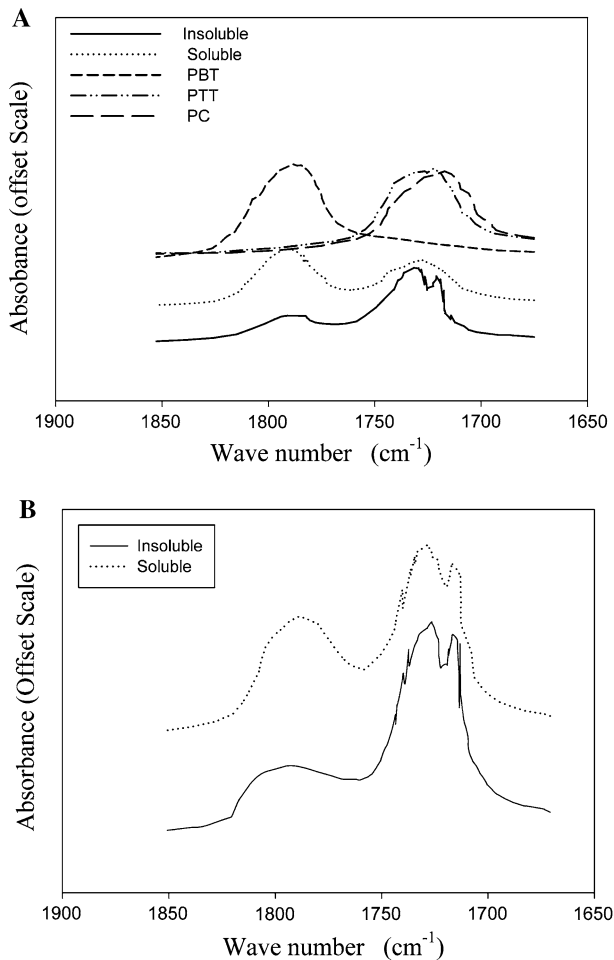 A
Insoluble
Soluble
PBT
PTT
PC
Absobance (offset Scale)
1900 1850 1800 1750 1700 1650
Wave number (cm-1)
B
Insoluble
Soluble
Absorbance (Offset Scale)
1900 1850 1800 1750 1700 1650
Wave number (cm-1)